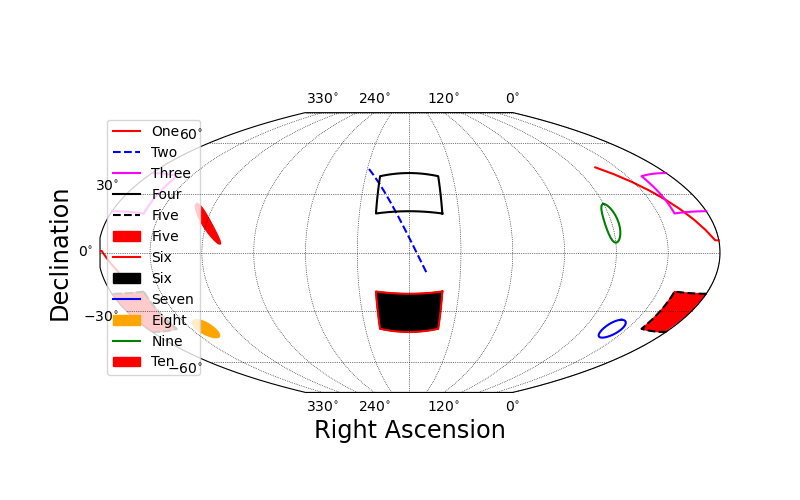 330° 240° 120° 0°
One
60°
Two
Three
30°
Four
Five
Five
0°
Six
Six
Seven
−30°
Eight
Nine
Ten
−60°
Declination
330° 240° 120° 0°
Right Ascension